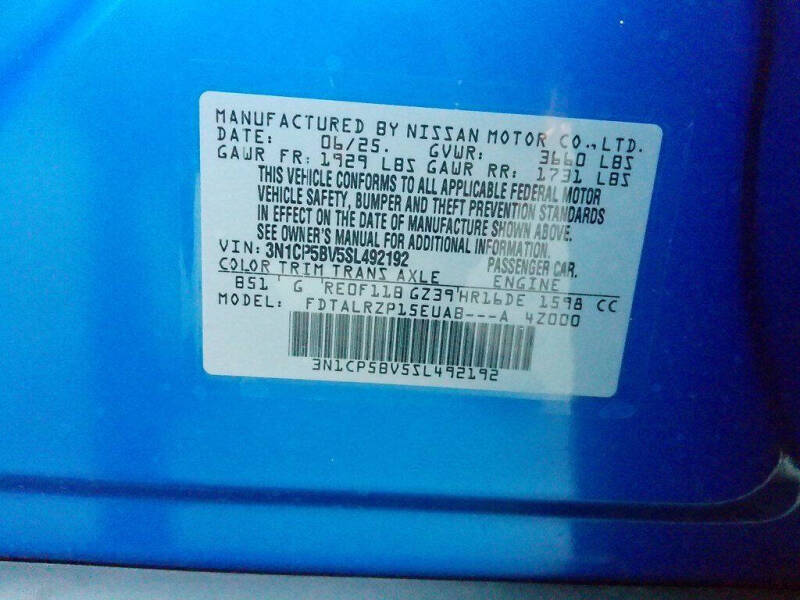 MANUFACTURED BY NISSAN MOTOR CO.,LTD.
DATE: 06/25. GVWR: 3660 LBS
GAWR FR: 1929 LBS GAWR RR: 1731 LBS
THIS VEHICLE CONFORMS TO ALL APPLICABLE FEDERAL MOTOR
VEHICLE SAFETY, BUMPER AND THEFT PREVENTION STANDARDS
IN EFFECT ON THE DATE OF MANUFACTURE SHOWN ABOVE.
SEE OWNER'S MANUAL FOR ADDITIONAL INFORMATION.
VIN: 3N1CP5BV5SL492192 PASSENGER CAR.
COLOR TRIM TRANS AXLE ENGINE
B51 G RE0F11B GZ39 HR16DE 1598 CC
MODEL: FDTALRZP15EUAB---A 4Z000
3N1CP5BV5SL492192